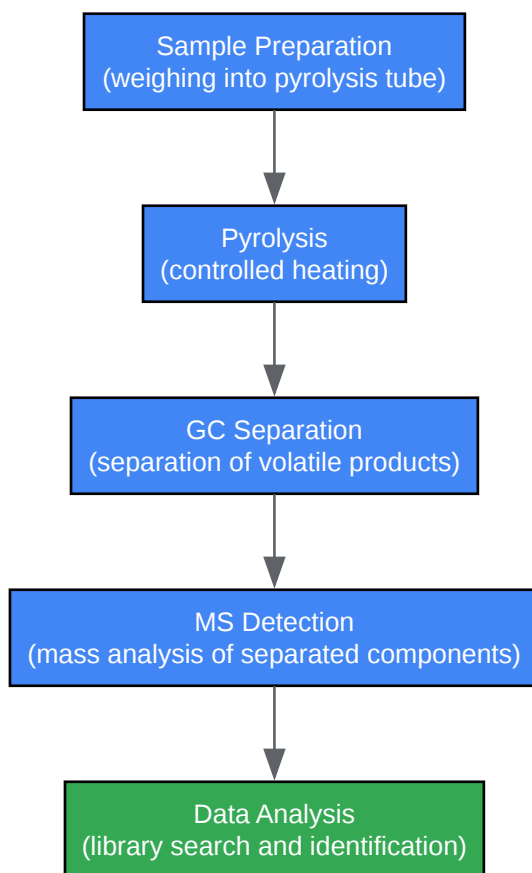 Sample Preparation
(weighing into pyrolysis tube)
Pyrolysis
(controlled heating)
GC Separation
(separation of volatile products)
MS Detection
(mass analysis of separated components)
Data Analysis
(library search and identification)